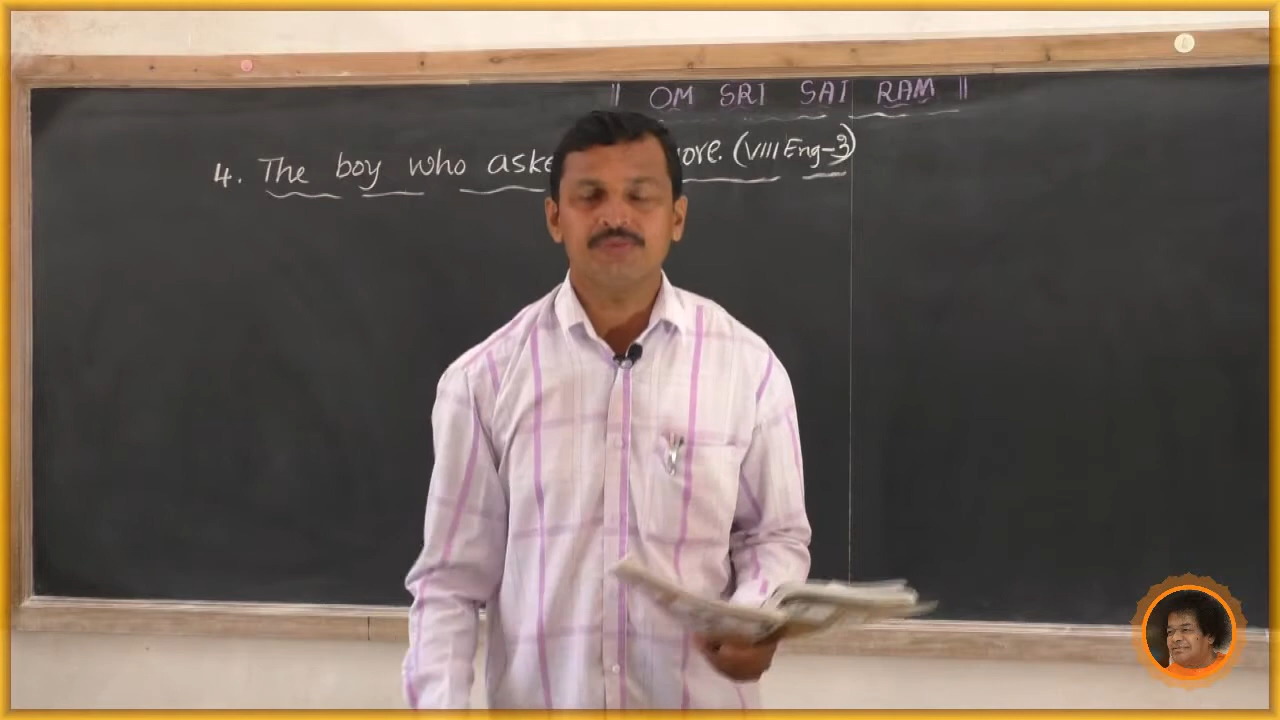 || OM SRI SAI RAM ||
4. The boy who aske ore. (VIII Eng-3)